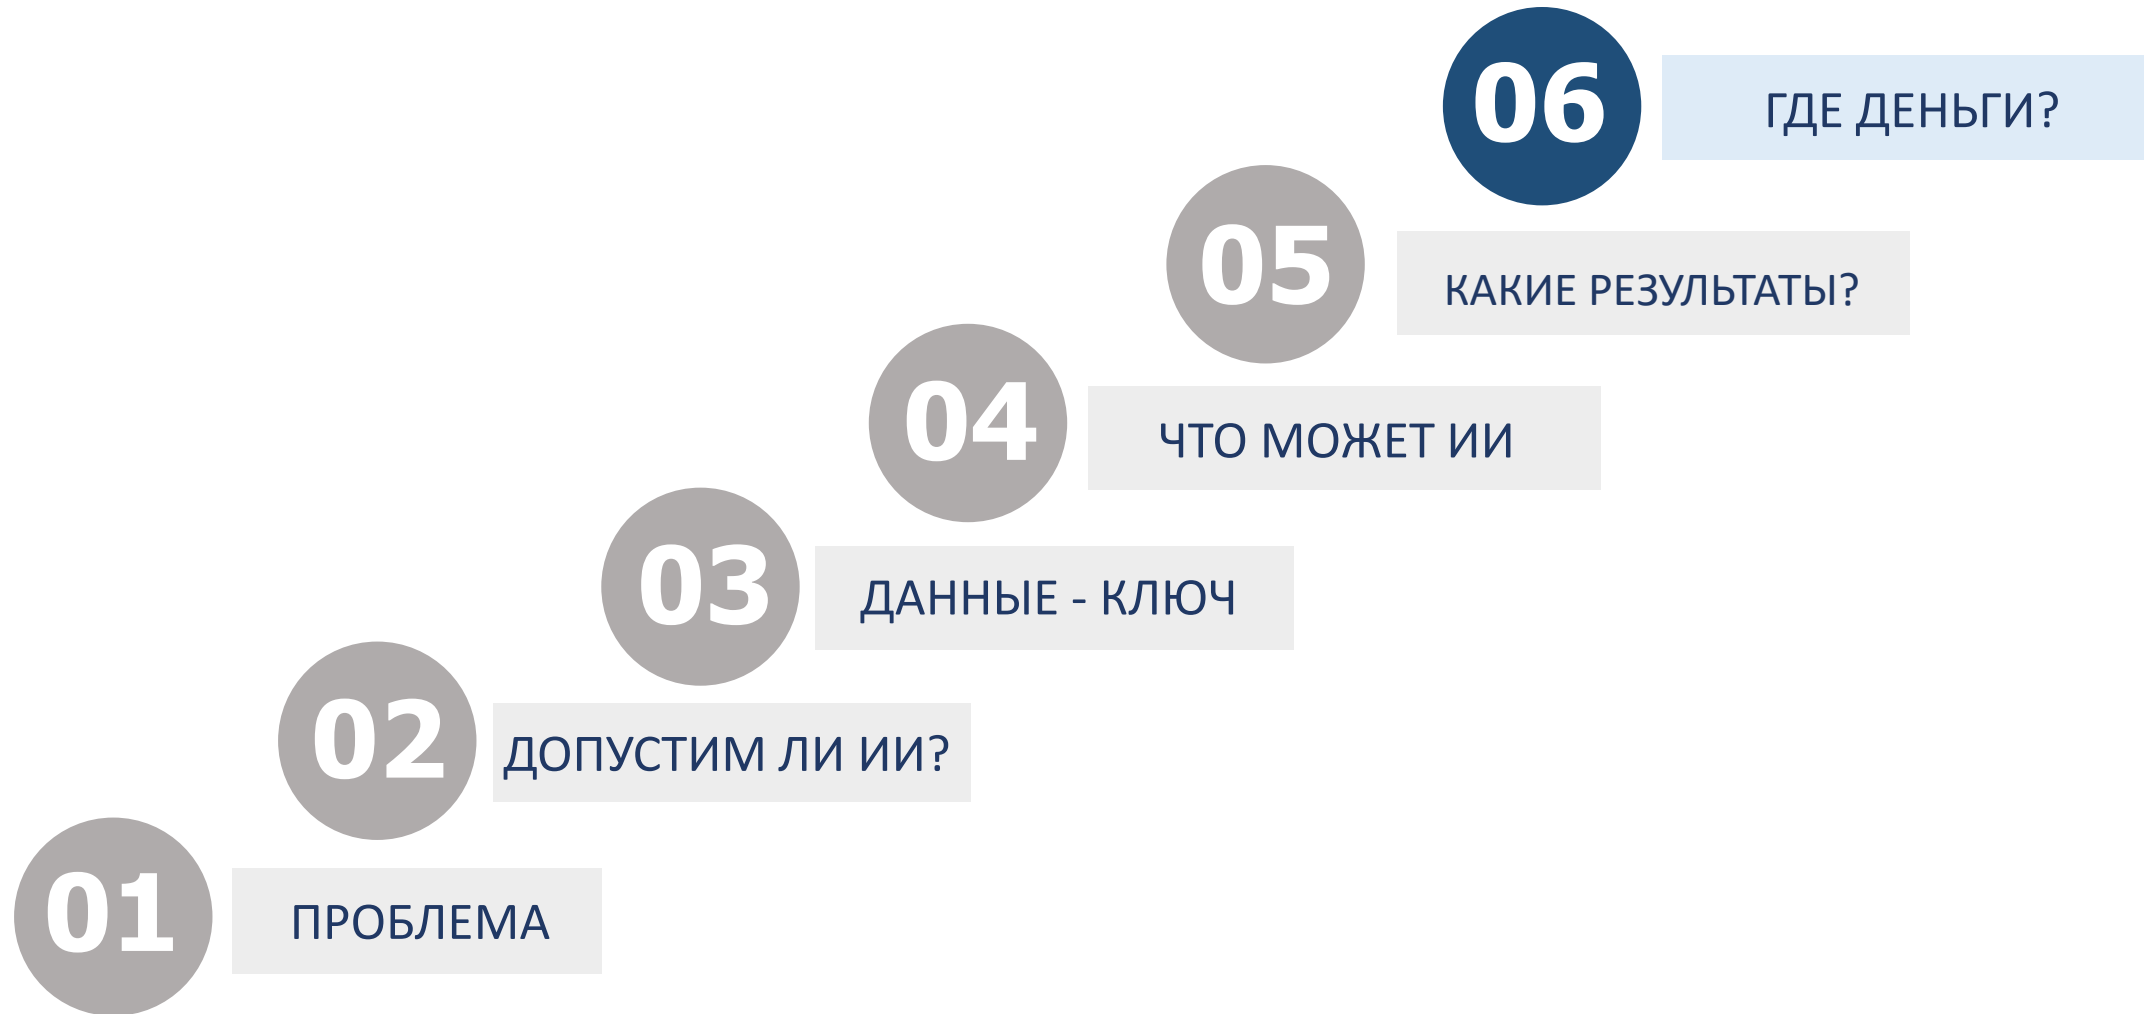 06
ГДЕ ДЕНЬГИ?
05
КАКИЕ РЕЗУЛЬТАТЫ?
04
ЧТО МОЖЕТ ИИ
03
ДАННЫЕ - КЛЮЧ
02
ДОПУСТИМ ЛИ ИИ?
01
ПРОБЛЕМА